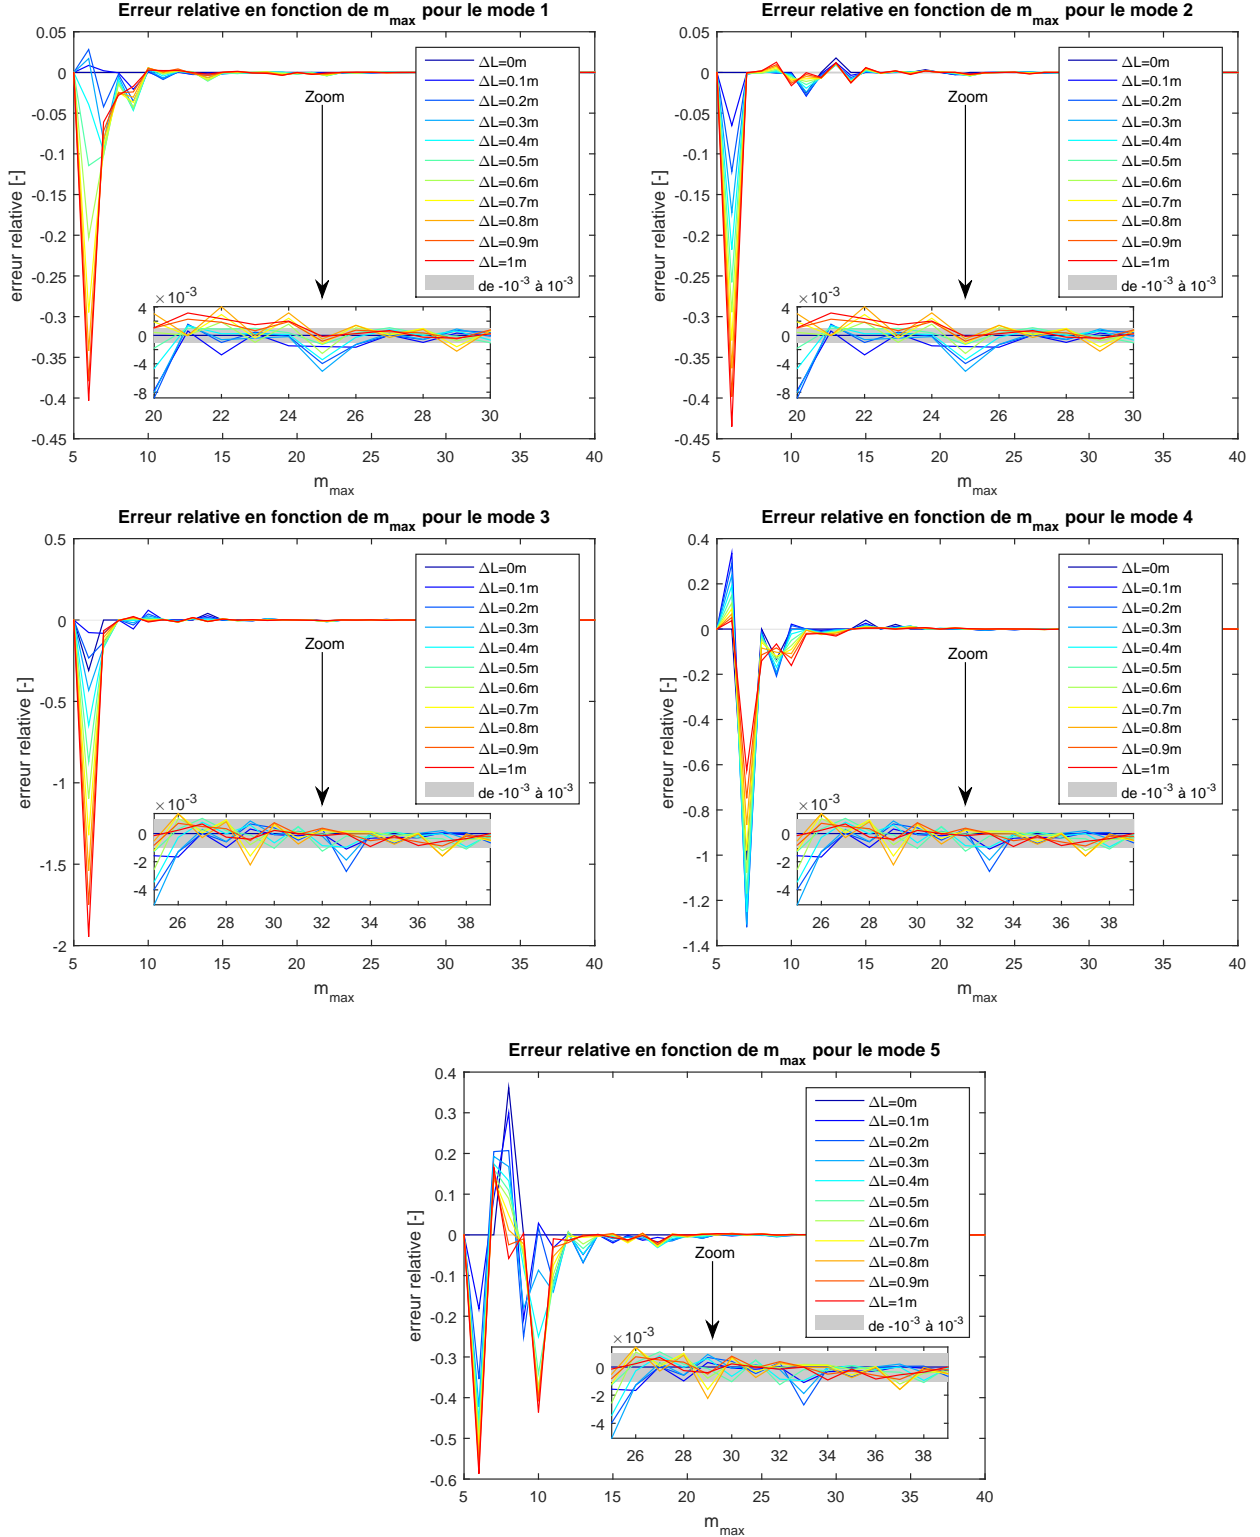 Erreur relative en fonction de m_max pour le mode 1
0.05
0
-0.05
-0.1
-0.15
-0.2
-0.25
-0.3
-0.35
-0.4
-0.45
erreur relative [-]
ΔL=0m
ΔL=0.1m
ΔL=0.2m
ΔL=0.3m
ΔL=0.4m
ΔL=0.5m
ΔL=0.6m
ΔL=0.7m
ΔL=0.8m
ΔL=0.9m
ΔL=1m
de -10^-3 à 10^-3
Zoom
×10^-3
4
0
-4
-8
20 22 24 26 28 30
5 10 15 20 25 30 35 40
m_max
Erreur relative en fonction de m_max pour le mode 2
0.05
0
-0.05
-0.1
-0.15
-0.2
-0.25
-0.3
-0.35
-0.4
-0.45
erreur relative [-]
ΔL=0m
ΔL=0.1m
ΔL=0.2m
ΔL=0.3m
ΔL=0.4m
ΔL=0.5m
ΔL=0.6m
ΔL=0.7m
ΔL=0.8m
ΔL=0.9m
ΔL=1m
de -10^-3 à 10^-3
Zoom
×10^-3
4
0
-4
-8
20 22 24 26 28 30
5 10 15 20 25 30 35 40
m_max
Erreur relative en fonction de m_max pour le mode 3
0.5
0
-0.5
-1
-1.5
-2
erreur relative [-]
ΔL=0m
ΔL=0.1m
ΔL=0.2m
ΔL=0.3m
ΔL=0.4m
ΔL=0.5m
ΔL=0.6m
ΔL=0.7m
ΔL=0.8m
ΔL=0.9m
ΔL=1m
de -10^-3 à 10^-3
Zoom
×10^-3
0
-2
-4
26 28 30 32 34 36 38
5 10 15 20 25 30 35 40
m_max
Erreur relative en fonction de m_max pour le mode 4
0.4
0.2
0
-0.2
-0.4
-0.6
-0.8
-1
-1.2
-1.4
erreur relative [-]
ΔL=0m
ΔL=0.1m
ΔL=0.2m
ΔL=0.3m
ΔL=0.4m
ΔL=0.5m
ΔL=0.6m
ΔL=0.7m
ΔL=0.8m
ΔL=0.9m
ΔL=1m
de -10^-3 à 10^-3
Zoom
×10^-3
0
-2
-4
26 28 30 32 34 36 38
5 10 15 20 25 30 35 40
m_max
Erreur relative en fonction de m_max pour le mode 5
0.4
0.3
0.2
0.1
0
-0.1
-0.2
-0.3
-0.4
-0.5
-0.6
erreur relative [-]
ΔL=0m
ΔL=0.1m
ΔL=0.2m
ΔL=0.3m
ΔL=0.4m
ΔL=0.5m
ΔL=0.6m
ΔL=0.7m
ΔL=0.8m
ΔL=0.9m
ΔL=1m
de -10^-3 à 10^-3
Zoom
×10^-3
0
-2
-4
26 28 30 32 34 36 38
5 10 15 20 25 30 35 40
m_max